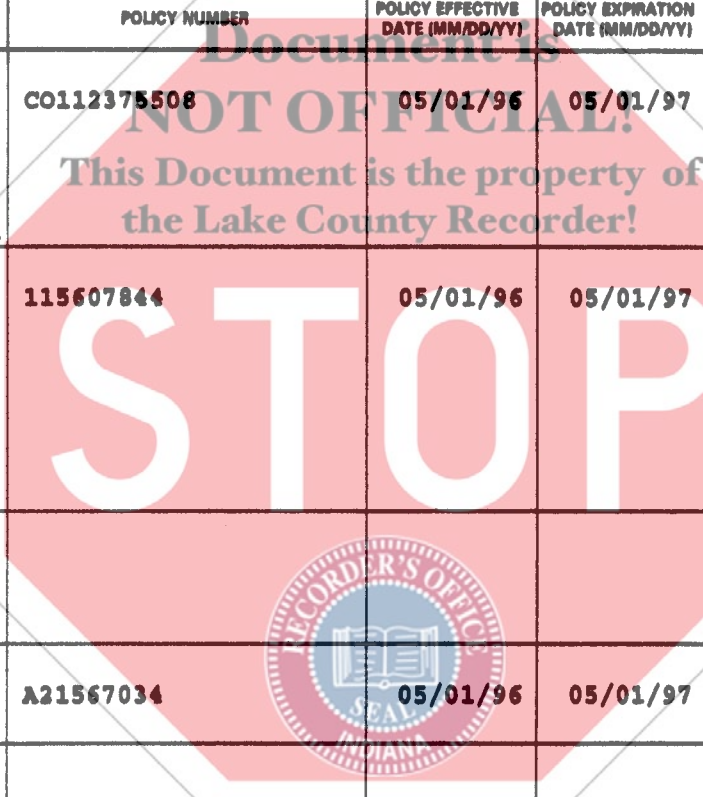 POLICY NUMBER POLICY EFFECTIVE DATE (MM/DD/YY) POLICY EXPIRATION DATE (MM/DD/YY)
Document is
CO112375508 05/01/96 05/01/97
NOT OFFICIAL!
This Document is the property of
the Lake County Recorder!
115607844 05/01/96 05/01/97
STOP
RECORDER'S OFFICE
A21567034 05/01/96 05/01/97
SEAL
INDIANA